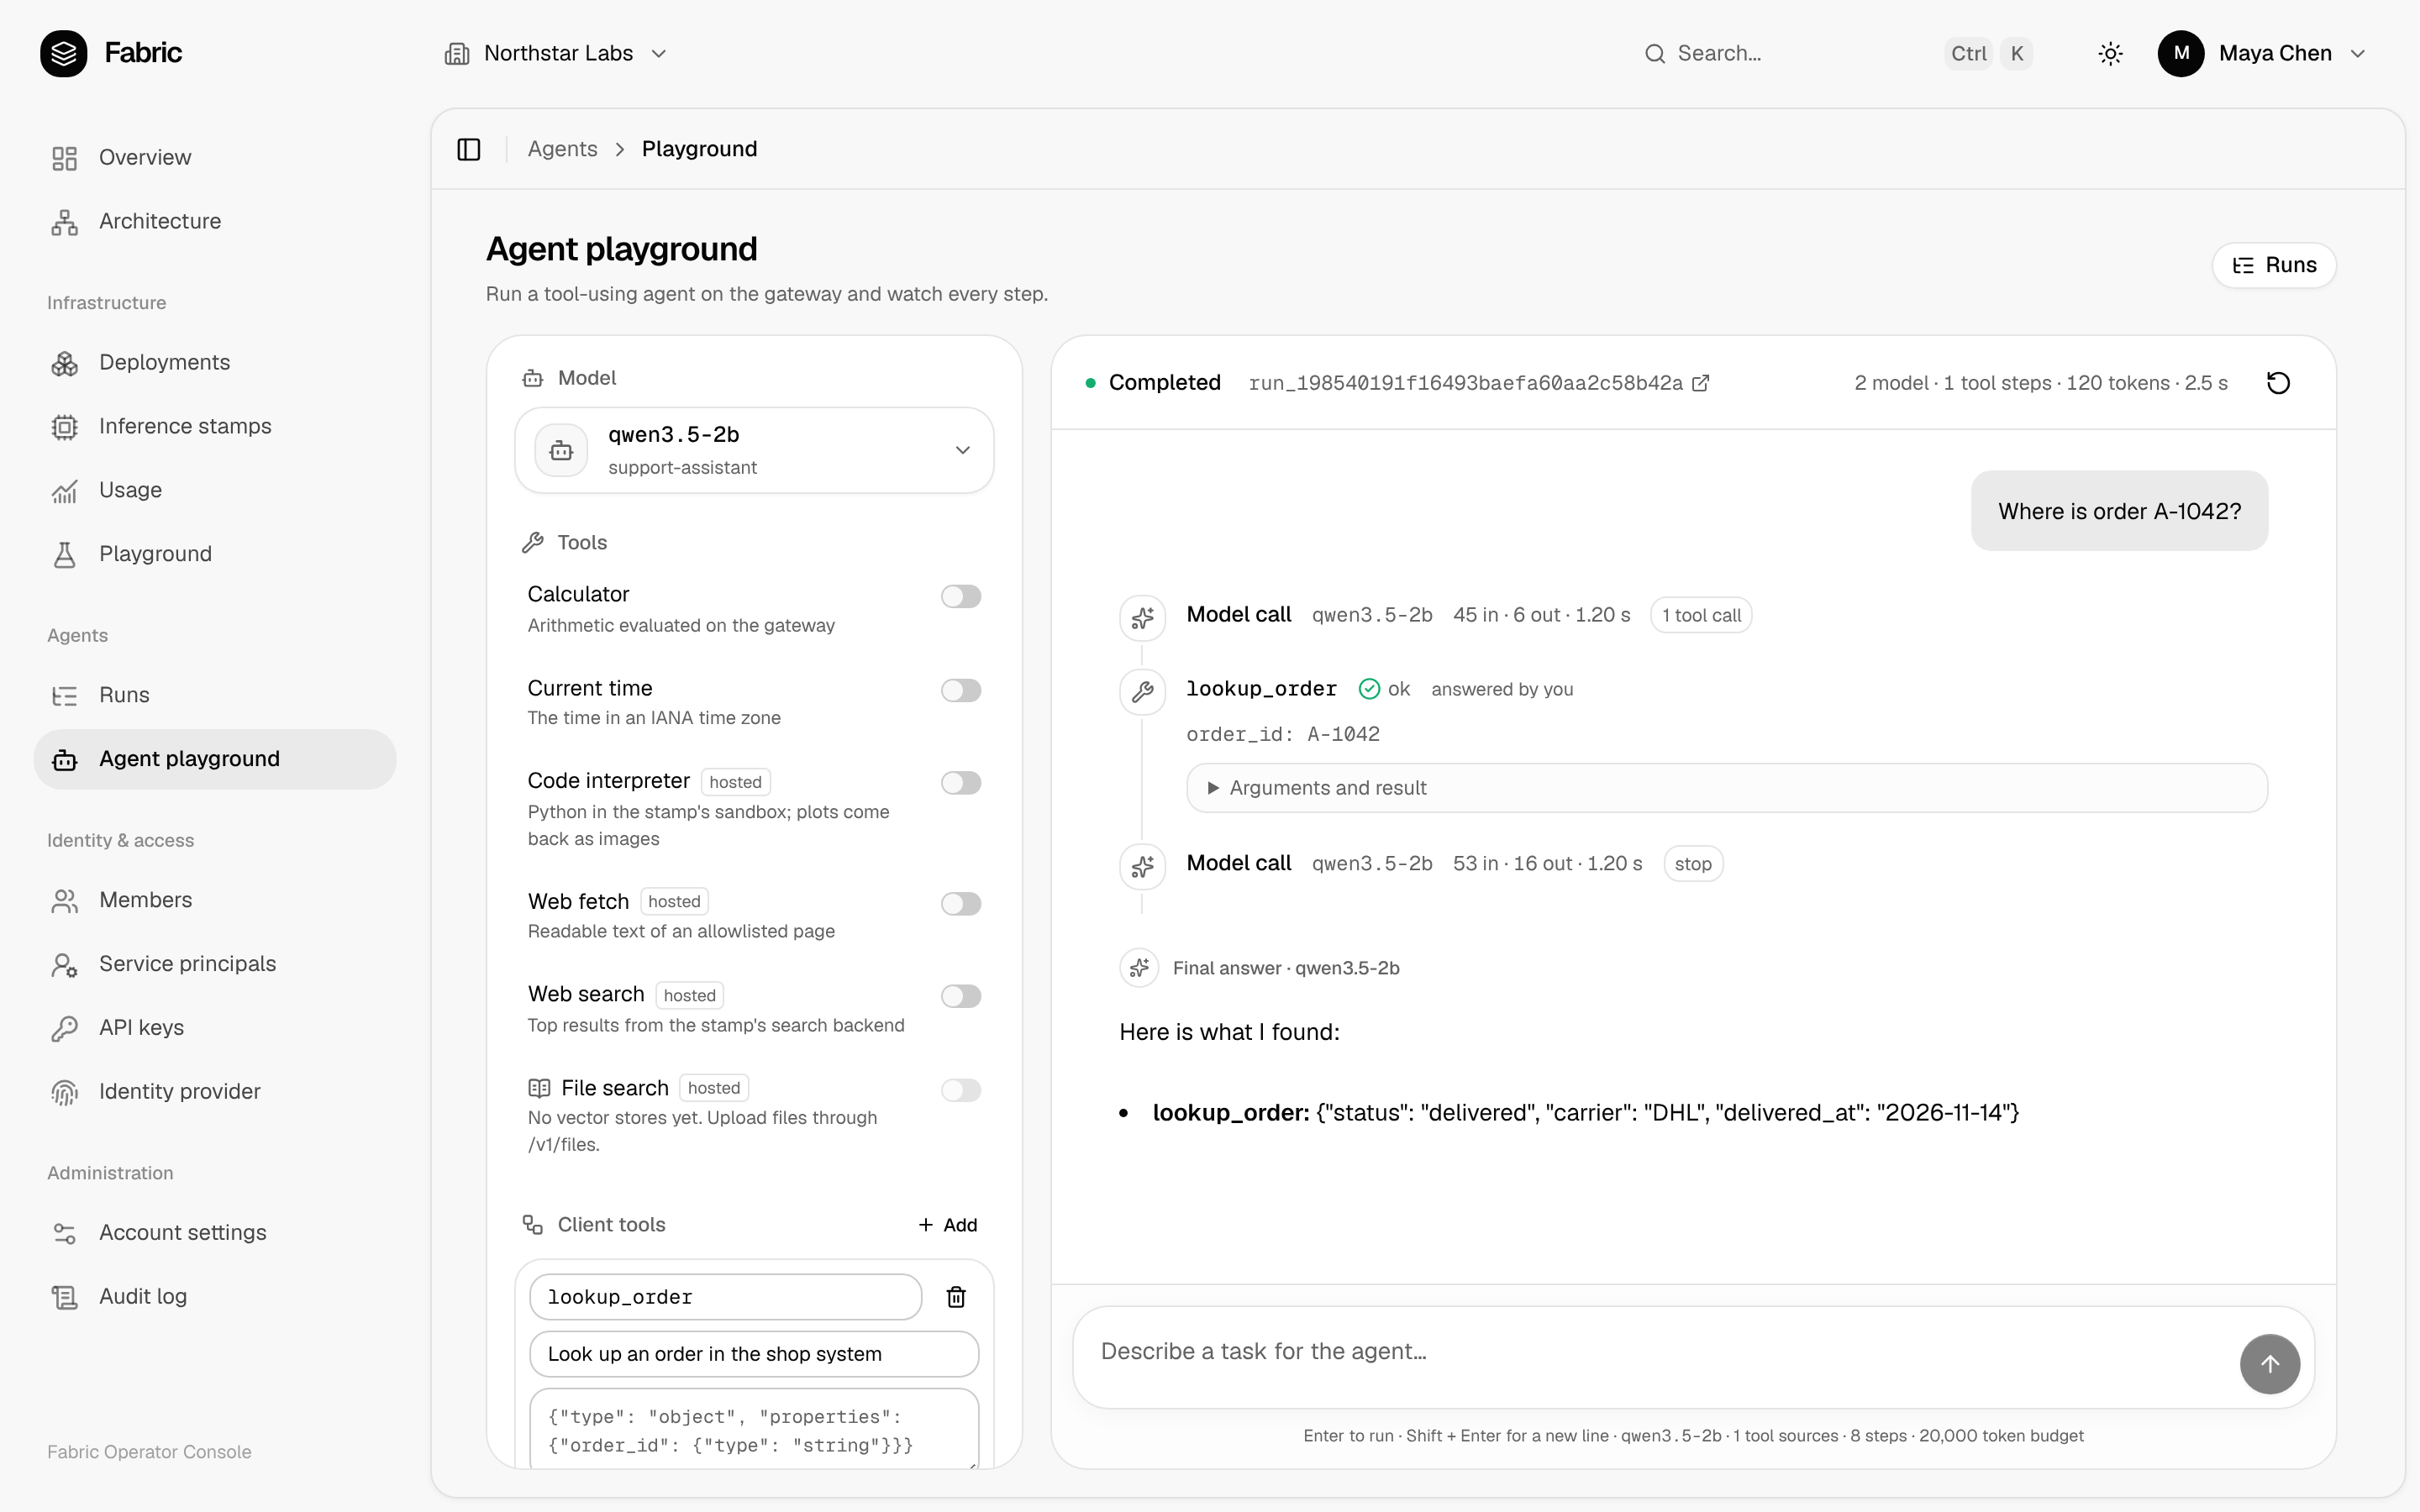 Fabric
Northstar Labs
Search...
Ctrl K
M
Maya Chen
Overview
Architecture
Infrastructure
Deployments
Inference stamps
Usage
Playground
Agents
Runs
Agent playground
Identity & access
Members
Service principals
API keys
Identity provider
Administration
Account settings
Audit log
Fabric Operator Console
Agents > Playground
Agent playground
Run a tool-using agent on the gateway and watch every step.
Runs
Model
qwen3.5-2b
support-assistant
Tools
Calculator
Arithmetic evaluated on the gateway
Current time
The time in an IANA time zone
Code interpreter hosted
Python in the stamp's sandbox; plots come
back as images
Web fetch hosted
Readable text of an allowlisted page
Web search hosted
Top results from the stamp's search backend
File search hosted
No vector stores yet. Upload files through
/v1/files.
Client tools
+ Add
lookup_order
Look up an order in the shop system
{"type": "object", "properties":
{"order_id": {"type": "string"}}}
Completed run_198540191f16493baefa60aa2c58b42a
2 model · 1 tool steps · 120 tokens · 2.5 s
Where is order A-1042?
Model call qwen3.5-2b 45 in · 6 out · 1.20 s 1 tool call
lookup_order ok answered by you
order_id: A-1042
Arguments and result
Model call qwen3.5-2b 53 in · 16 out · 1.20 s stop
Final answer · qwen3.5-2b
Here is what I found:
• lookup_order: {"status": "delivered", "carrier": "DHL", "delivered_at": "2026-11-14"}
Describe a task for the agent...
Enter to run · Shift + Enter for a new line · qwen3.5-2b · 1 tool sources · 8 steps · 20,000 token budget